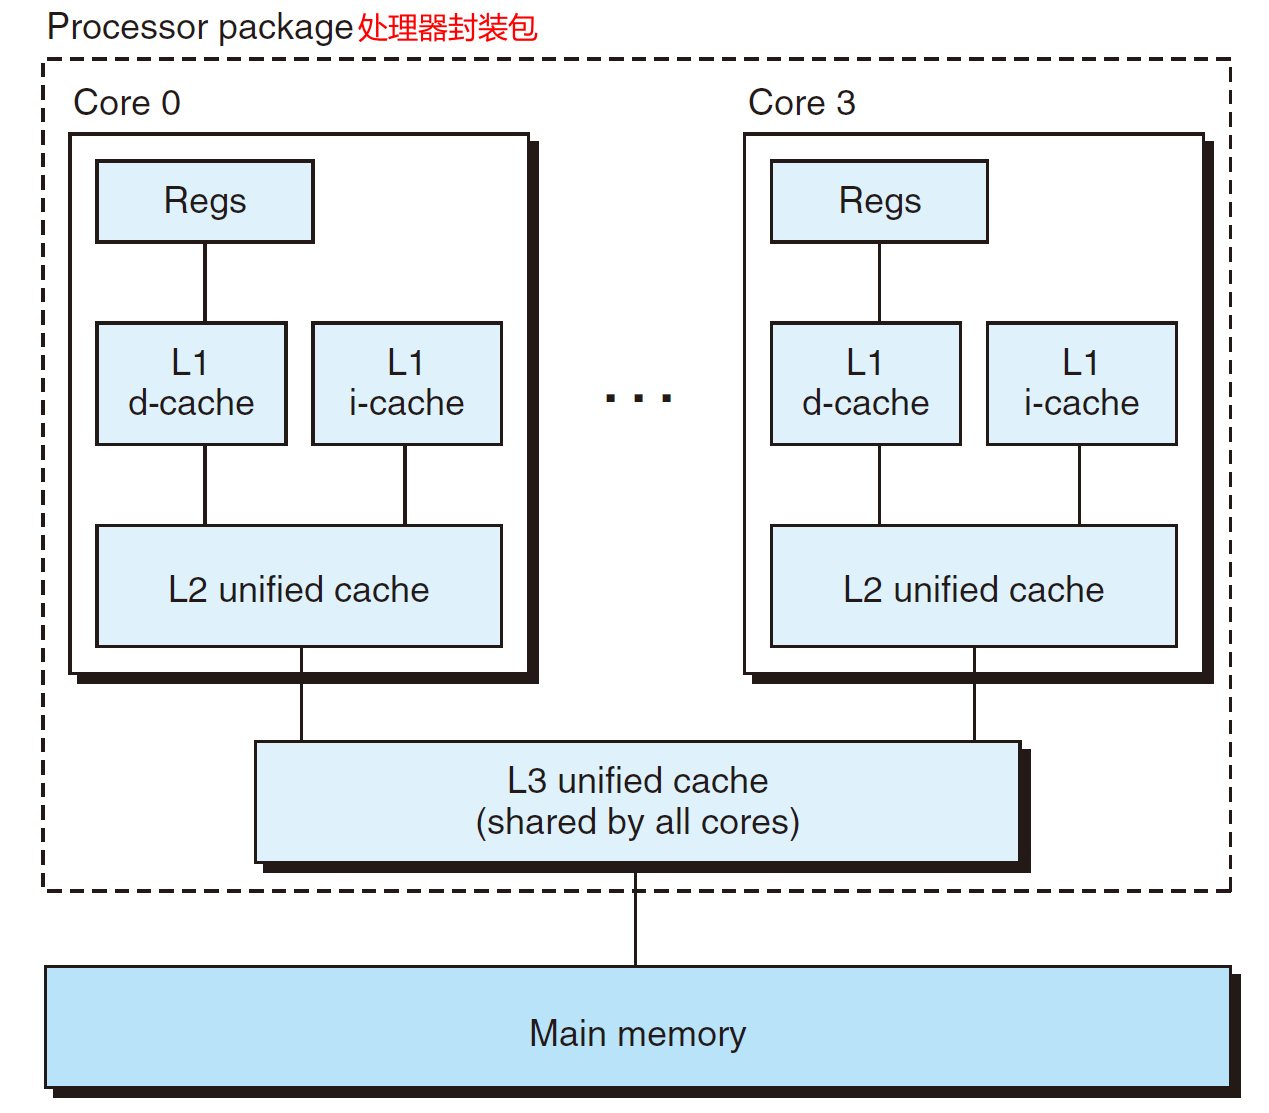 Processor package处理器封装包
Core 0
Regs
L1
d-cache
L1
i-cache
L2 unified cache
. . .
Core 3
Regs
L1
d-cache
L1
i-cache
L2 unified cache
L3 unified cache
(shared by all cores)
Main memory